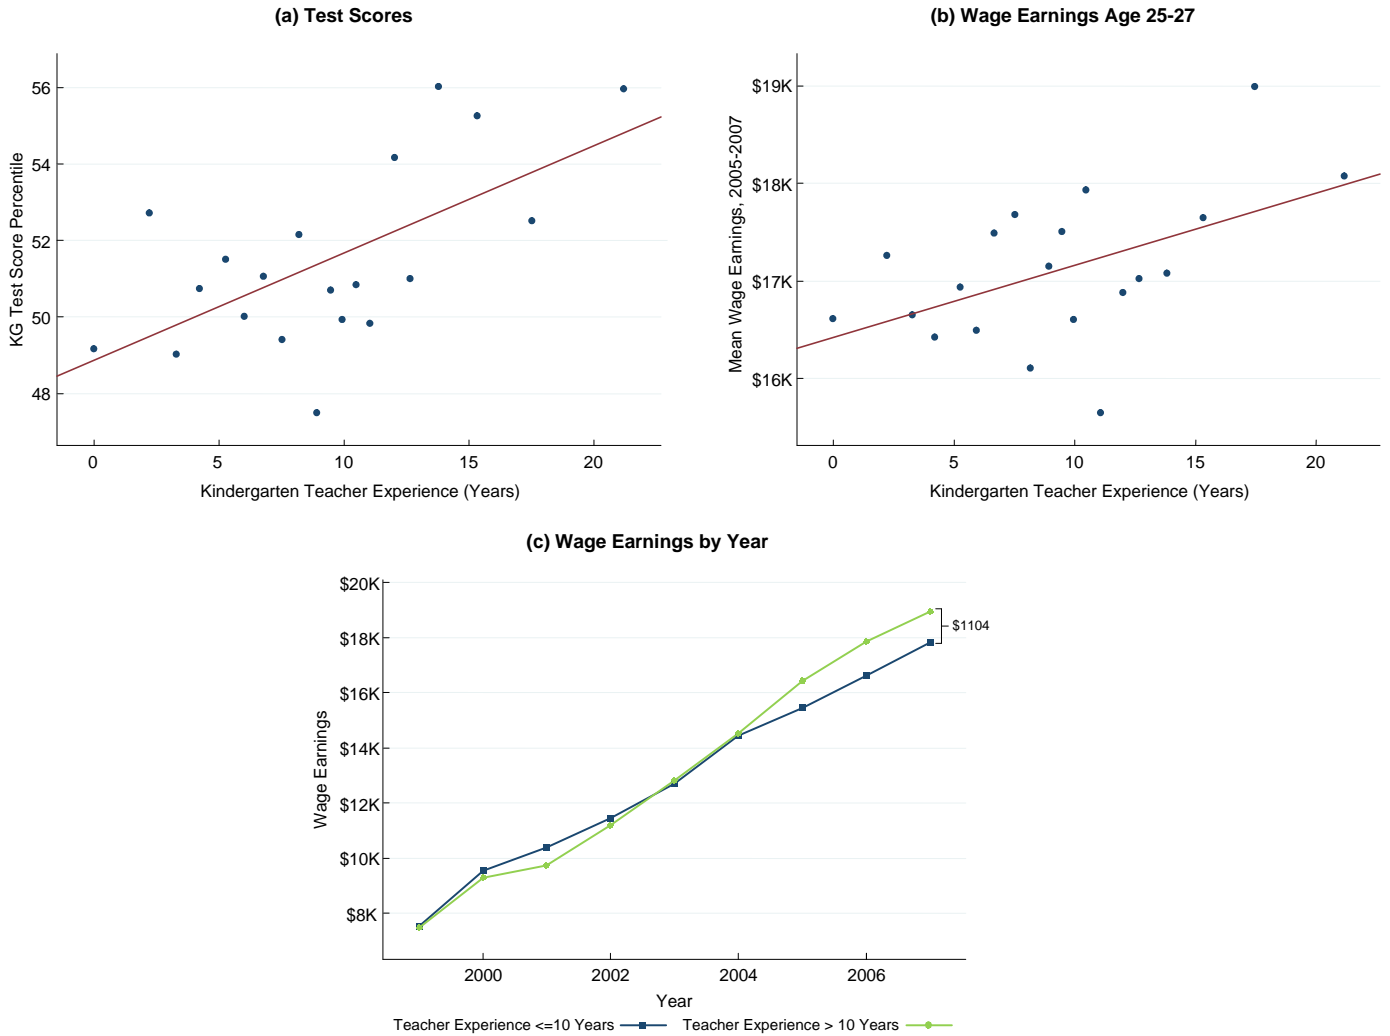 (a) Test Scores
KG Test Score Percentile
56
54
52
50
48
0 5 10 15 20
Kindergarten Teacher Experience (Years)
(b) Wage Earnings Age 25-27
Mean Wage Earnings, 2005-2007
$19K
$18K
$17K
$16K
0 5 10 15 20
Kindergarten Teacher Experience (Years)
(c) Wage Earnings by Year
Wage Earnings
$20K
$18K
$16K
$14K
$12K
$10K
$8K
$1104
2000 2002 2004 2006
Year
Teacher Experience <=10 Years Teacher Experience > 10 Years